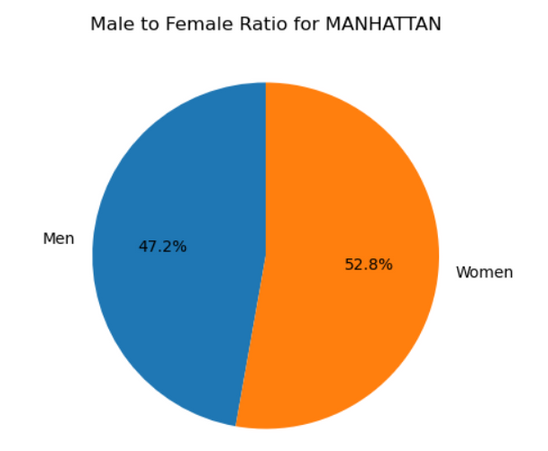 Male to Female Ratio for MANHATTAN
Men
47.2%
52.8%
Women